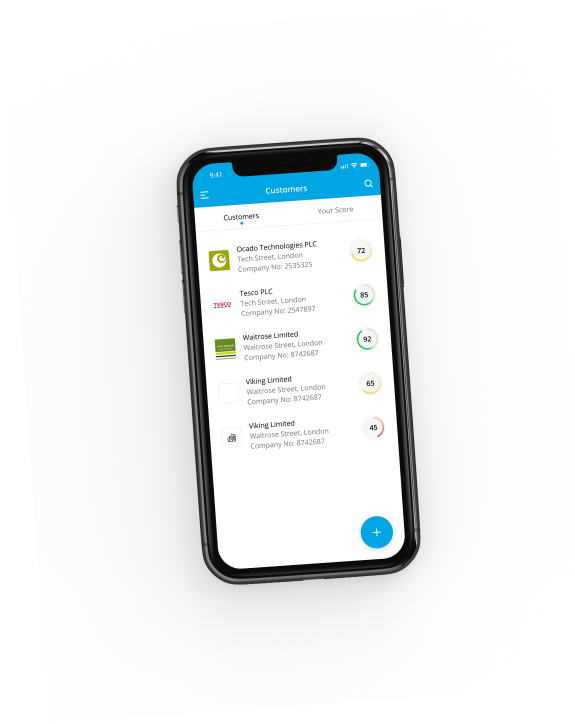 9:41
Customers
Customers
Your Score
Ocado Technologies PLC
Tech Street, London
Company No: 2535325
72
TESCO
Tesco PLC
Tech Street, London
Company No: 2547897
85
WAITROSE
Waitrose Limited
Waitrose Street, London
Company No: 8742687
92
Viking Limited
Waitrose Street, London
Company No: 8742687
65
Viking Limited
Waitrose Street, London
Company No: 8742687
45
+